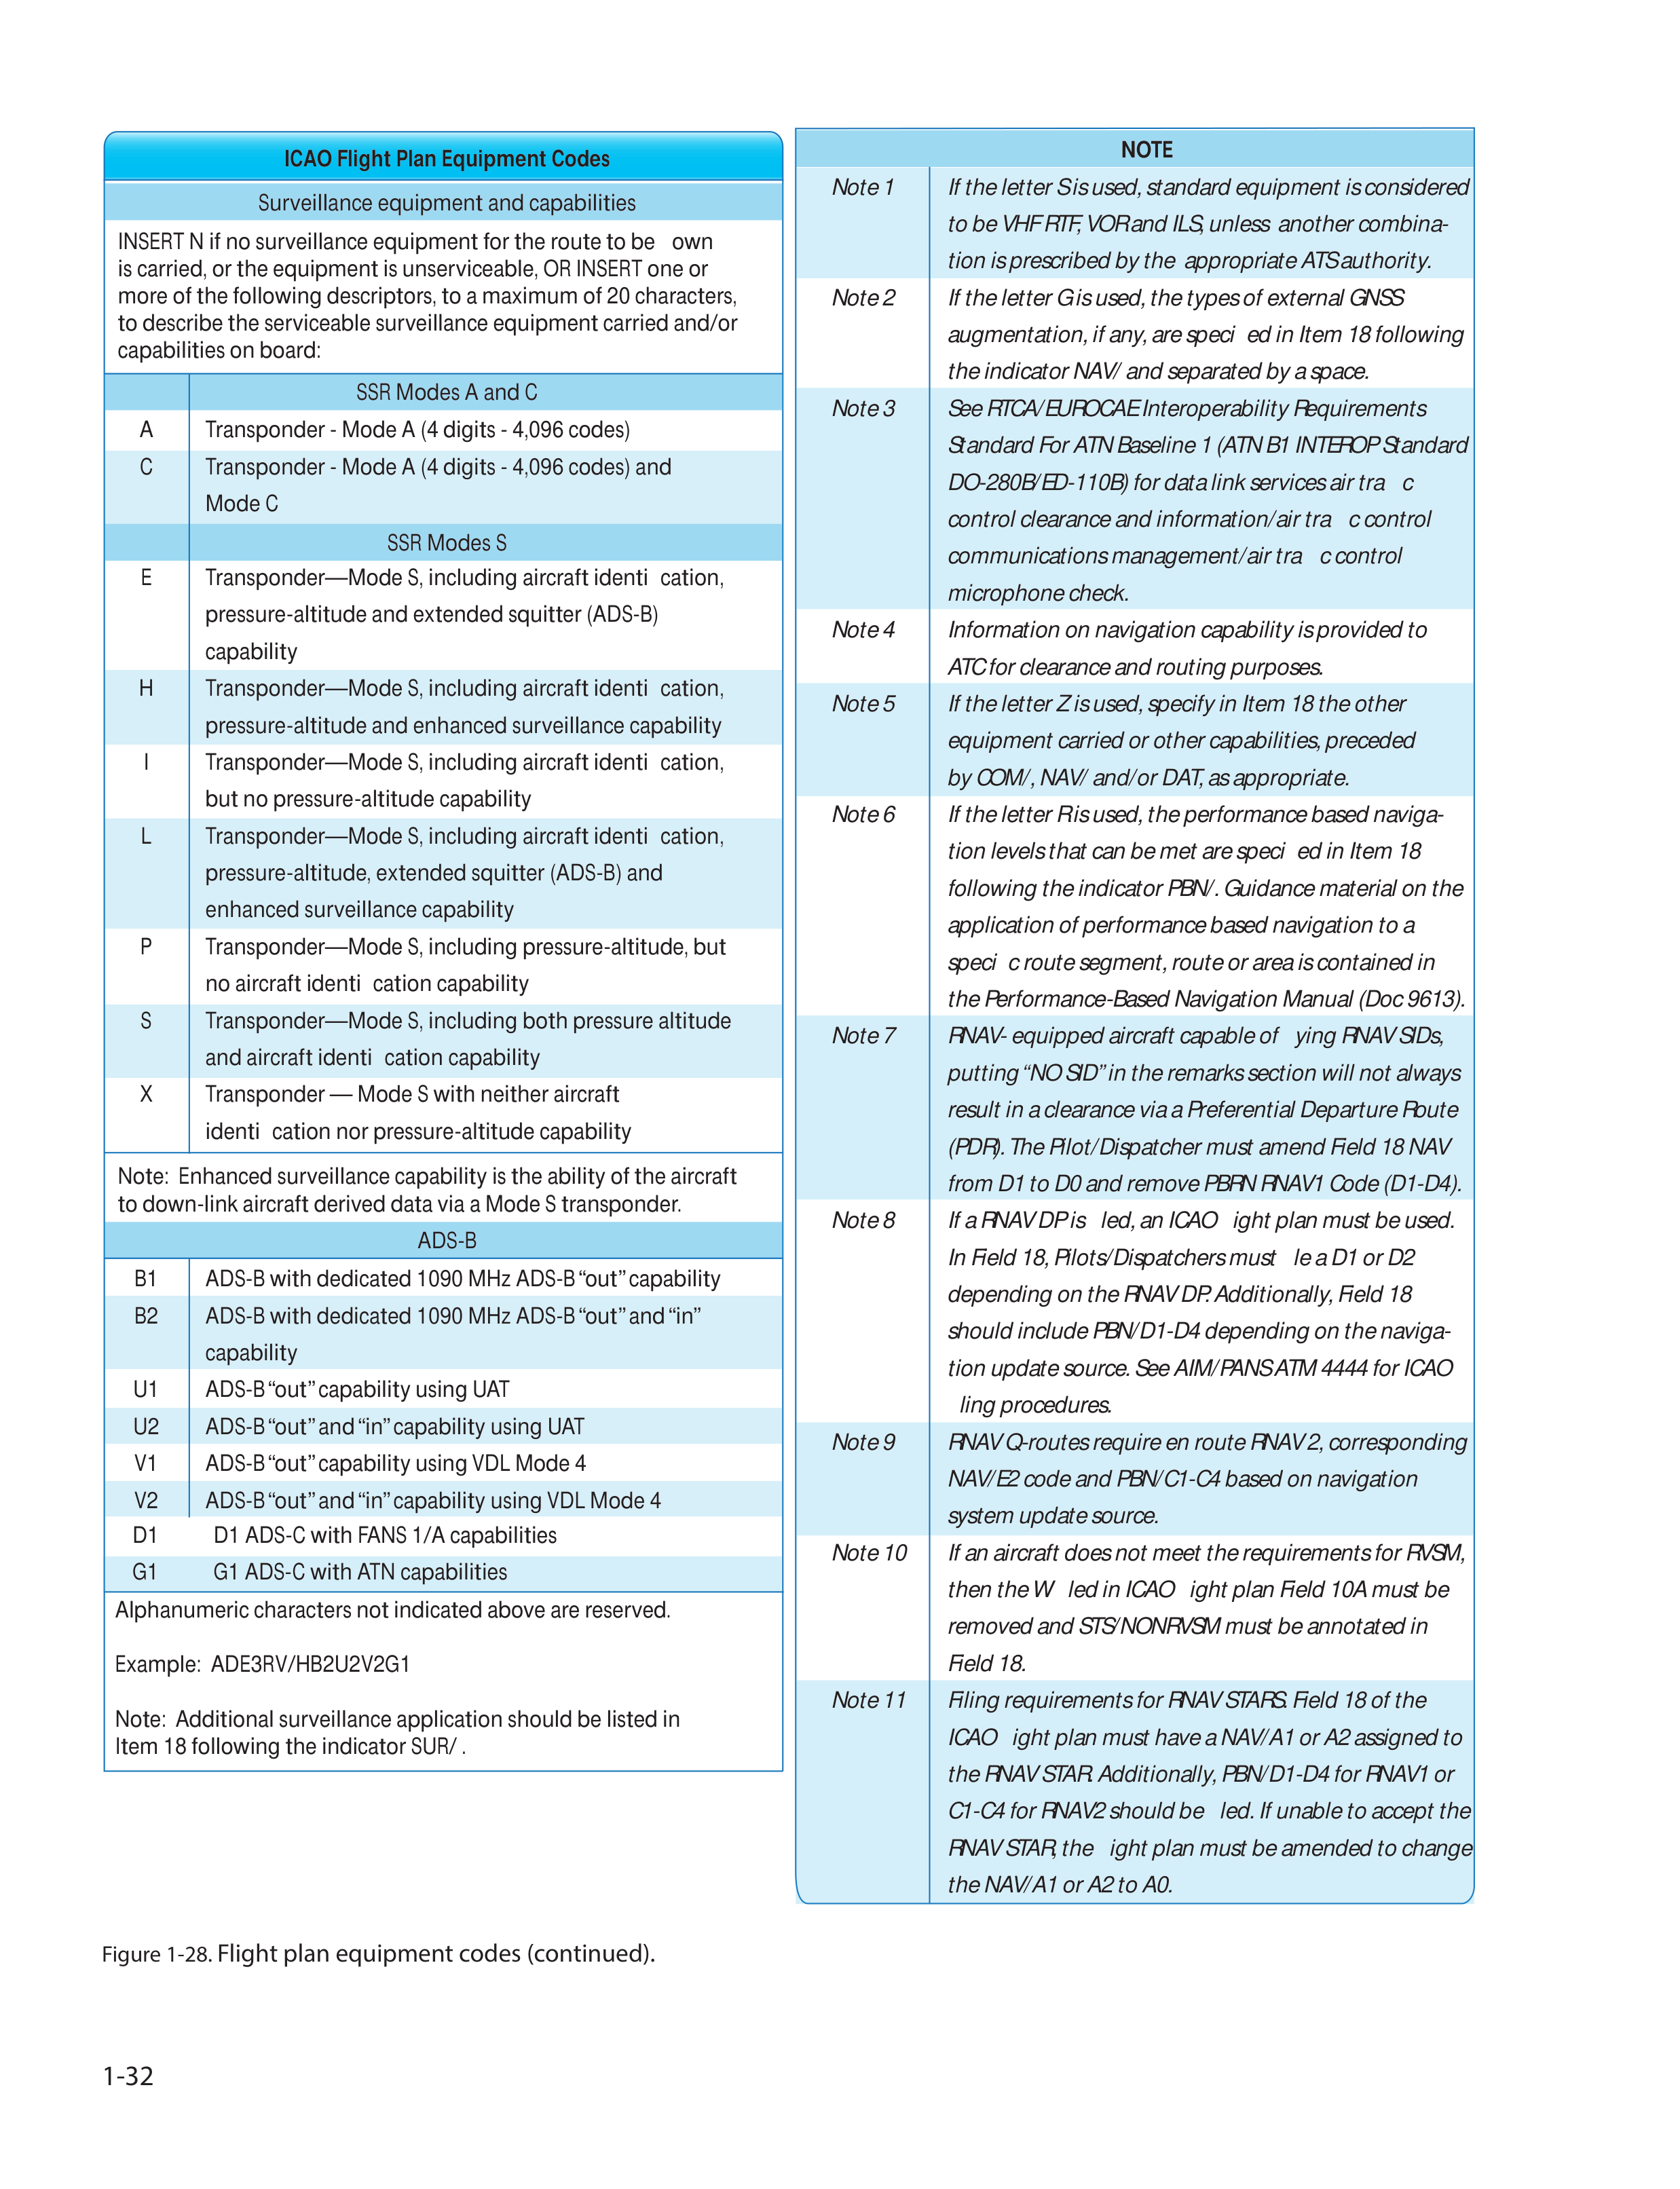 ICAO Flight Plan Equipment Codes
Surveillance equipment and capabilities
INSERT N if no surveillance equipment for the route to be own
is carried, or the equipment is unserviceable, OR INSERT one or
more of the following descriptors, to a maximum of 20 characters,
to describe the serviceable surveillance equipment carried and/or
capabilities on board:
SSR Modes A and C
A Transponder - Mode A (4 digits - 4,096 codes)
C Transponder - Mode A (4 digits - 4,096 codes) and
Mode C
SSR Modes S
E Transponder—Mode S, including aircraft identi cation,
pressure-altitude and extended squitter (ADS-B)
capability
H Transponder—Mode S, including aircraft identi cation,
pressure-altitude and enhanced surveillance capability
I Transponder—Mode S, including aircraft identi cation,
but no pressure-altitude capability
L Transponder—Mode S, including aircraft identi cation,
pressure-altitude, extended squitter (ADS-B) and
enhanced surveillance capability
P Transponder—Mode S, including pressure-altitude, but
no aircraft identi cation capability
S Transponder—Mode S, including both pressure altitude
and aircraft identi cation capability
X Transponder — Mode S with neither aircraft
identi cation nor pressure-altitude capability
Note: Enhanced surveillance capability is the ability of the aircraft
to down-link aircraft derived data via a Mode S transponder.
ADS-B
B1 ADS-B with dedicated 1090 MHz ADS-B “out” capability
B2 ADS-B with dedicated 1090 MHz ADS-B “out” and “in”
capability
U1 ADS-B “out” capability using UAT
U2 ADS-B “out” and “in” capability using UAT
V1 ADS-B “out” capability using VDL Mode 4
V2 ADS-B “out” and “in” capability using VDL Mode 4
D1 D1 ADS-C with FANS 1/A capabilities
G1 G1 ADS-C with ATN capabilities
Alphanumeric characters not indicated above are reserved.
Example: ADE3RV/HB2U2V2G1
Note: Additional surveillance application should be listed in
Item 18 following the indicator SUR/ .
NOTE
Note 1 If the letter S is used, standard equipment is considered
to be VHF RTF, VOR and ILS, unless another combina-
tion is prescribed by the appropriate ATS authority.
Note 2 If the letter G is used, the types of external GNSS
augmentation, if any, are speci ed in Item 18 following
the indicator NAV/ and separated by a space.
Note 3 See RTCA/EUROCAE Interoperability Requirements
Standard For ATN Baseline 1 (ATN B1 INTEROP Standard
DO-280B/ED-110B) for data link services air tra c
control clearance and information/air tra c control
communications management/air tra c control
microphone check.
Note 4 Information on navigation capability is provided to
ATC for clearance and routing purposes.
Note 5 If the letter Z is used, specify in Item 18 the other
equipment carried or other capabilities, preceded
by COM/, NAV/ and/or DAT, as appropriate.
Note 6 If the letter R is used, the performance based naviga-
tion levels that can be met are speci ed in Item 18
following the indicator PBN/. Guidance material on the
application of performance based navigation to a
speci c route segment, route or area is contained in
the Performance-Based Navigation Manual (Doc 9613).
Note 7 RNAV- equipped aircraft capable of ying RNAV SIDs,
putting “NO SID” in the remarks section will not always
result in a clearance via a Preferential Departure Route
(PDR). The Pilot/Dispatcher must amend Field 18 NAV
from D1 to D0 and remove PBRN RNAV1 Code (D1-D4).
Note 8 If a RNAV DP is led, an ICAO ight plan must be used.
In Field 18, Pilots/Dispatchers must le a D1 or D2
depending on the RNAV DP. Additionally, Field 18
should include PBN/D1-D4 depending on the naviga-
tion update source. See AIM/PANS ATM 4444 for ICAO
ling procedures.
Note 9 RNAV Q-routes require en route RNAV 2, corresponding
NAV/E2 code and PBN/C1-C4 based on navigation
system update source.
Note 10 If an aircraft does not meet the requirements for RVSM,
then the W led in ICAO ight plan Field 10A must be
removed and STS/NONRVSM must be annotated in
Field 18.
Note 11 Filing requirements for RNAV STARS. Field 18 of the
ICAO ight plan must have a NAV/A1 or A2 assigned to
the RNAV STAR. Additionally, PBN/D1-D4 for RNAV1 or
C1-C4 for RNAV2 should be led. If unable to accept the
RNAV STAR, the ight plan must be amended to change
the NAV/A1 or A2 to A0.
Figure 1-28. Flight plan equipment codes (continued).
1-32